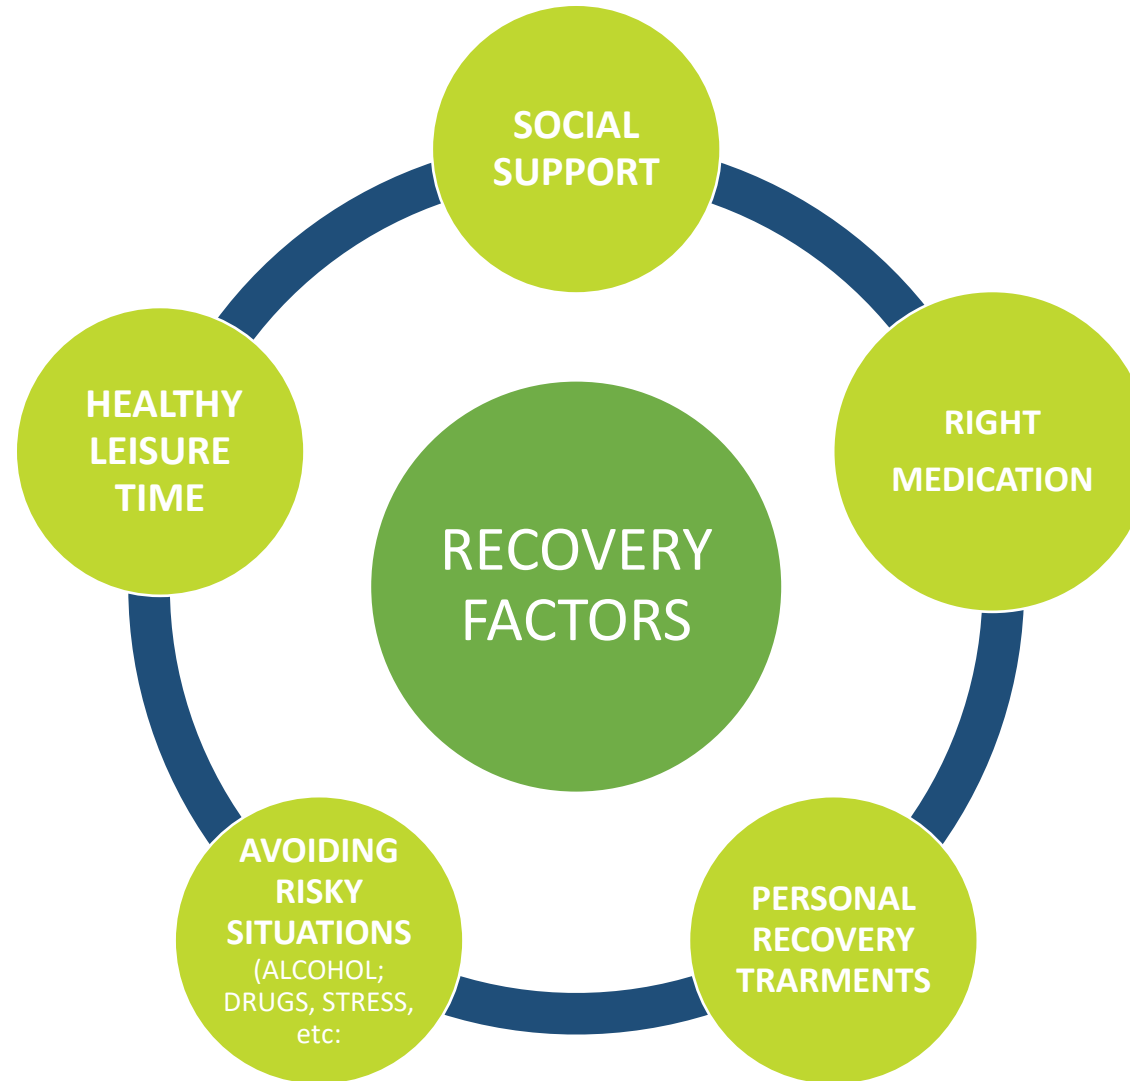 SOCIAL
SUPPORT
RIGHT
MEDICATION
PERSONAL
RECOVERY
TRARMENTS
AVOIDING
RISKY
SITUATIONS
(ALCOHOL;
DRUGS, STRESS,
etc:
HEALTHY
LEISURE
TIME
RECOVERY
FACTORS